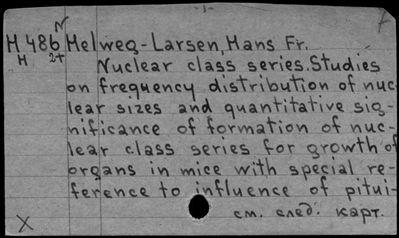 N
H 486 Helweg-Larsen, Hans Fr.
H 2+ Nuclear class series. Studies
on frequency distribution of nuc-
lear sizes and quantitative sig-
nificance of formation of nuc-
lear class series for growth of
organs in mice with special re-
ference to influence of pitui-
X см. след. карт.